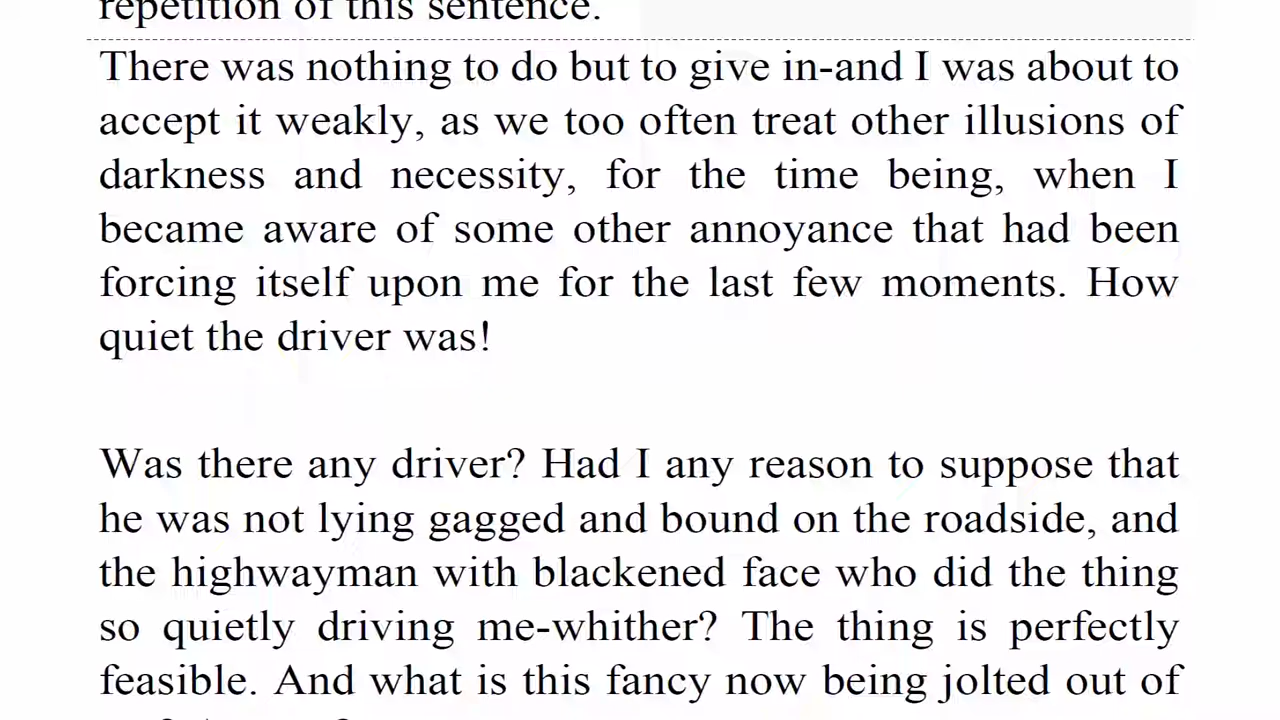 repetition of this sentence.
There was nothing to do but to give in-and I was about to
accept it weakly, as we too often treat other illusions of
darkness and necessity, for the time being, when I
became aware of some other annoyance that had been
forcing itself upon me for the last few moments. How
quiet the driver was!
Was there any driver? Had I any reason to suppose that
he was not lying gagged and bound on the roadside, and
the highwayman with blackened face who did the thing
so quietly driving me-whither? The thing is perfectly
feasible. And what is this fancy now being jolted out of